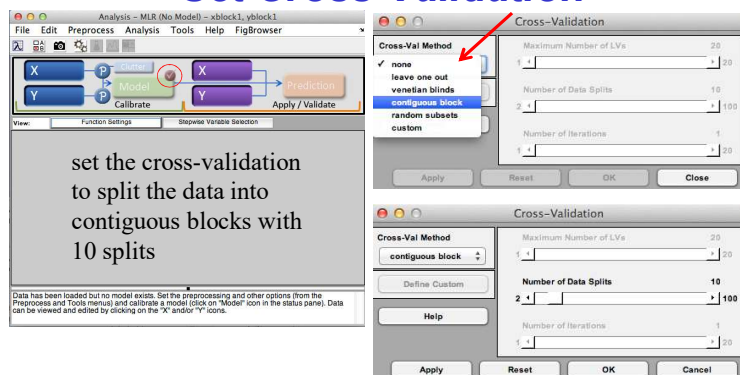 Set Cross-Validation
Analysis - MLR (No Model) - xblock1, yblock1
File Edit Preprocess Analysis Tools Help FigBrowser
X
Y
P
P
Clutter
Model
Calibrate
X
Y
Prediction
Apply / Validate
View: Function Settings Stepwise Variable Selection
set the cross-validation
to split the data into
contiguous blocks with
10 splits
Data has been loaded but no model exists. Set the preprocessing and other options (from the
Preprocess and Tools menus) and calibrate a model (click on "Model" icon in the status pane). Data
can be viewed and edited by clicking on the "X" and/or "Y" icons.
Cross-Validation
Cross-Val Method
✓ none
leave one out
venetian blinds
contiguous block
random subsets
custom
Maximum Number of LVs 20
1 20
Number of Data Splits 10
2 100
Number of Iterations 1
1 20
Apply Reset OK Close
Cross-Validation
Cross-Val Method
contiguous block
Define Custom
Help
Maximum Number of LVs 20
1 20
Number of Data Splits 10
2 100
Number of Iterations 1
1 20
Apply Reset OK Cancel